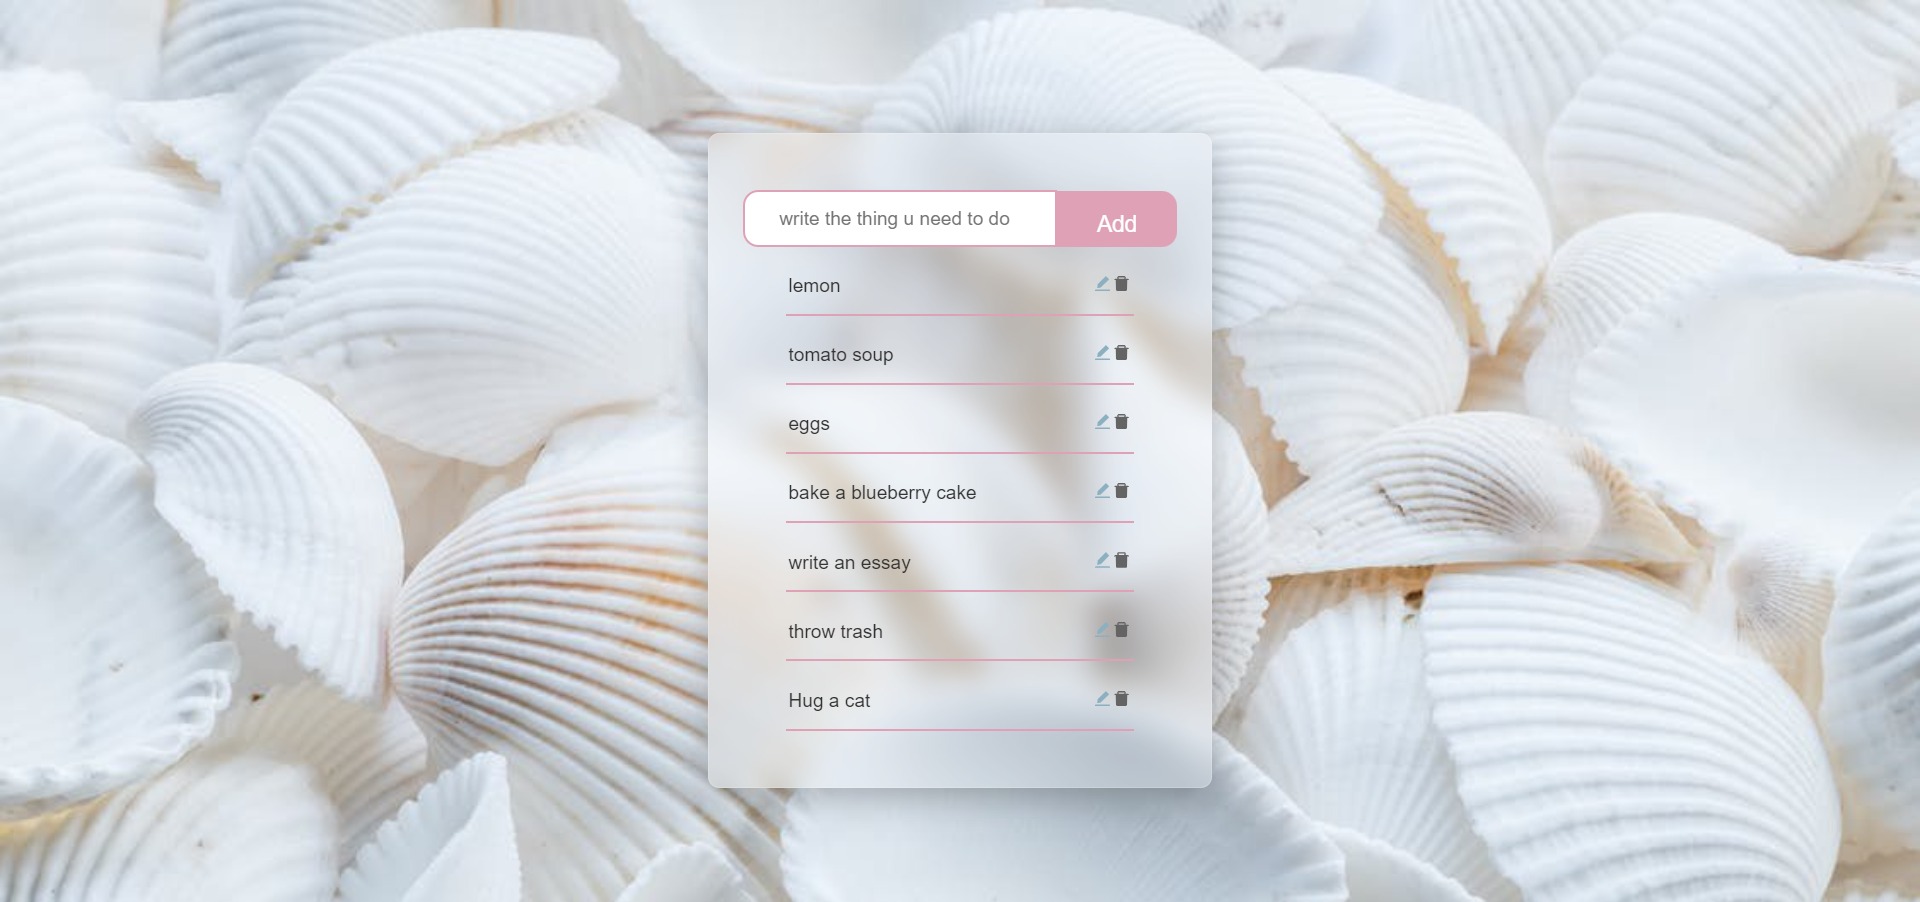 write the thing u need to do
Add
lemon
tomato soup
eggs
bake a blueberry cake
write an essay
throw trash
Hug a cat